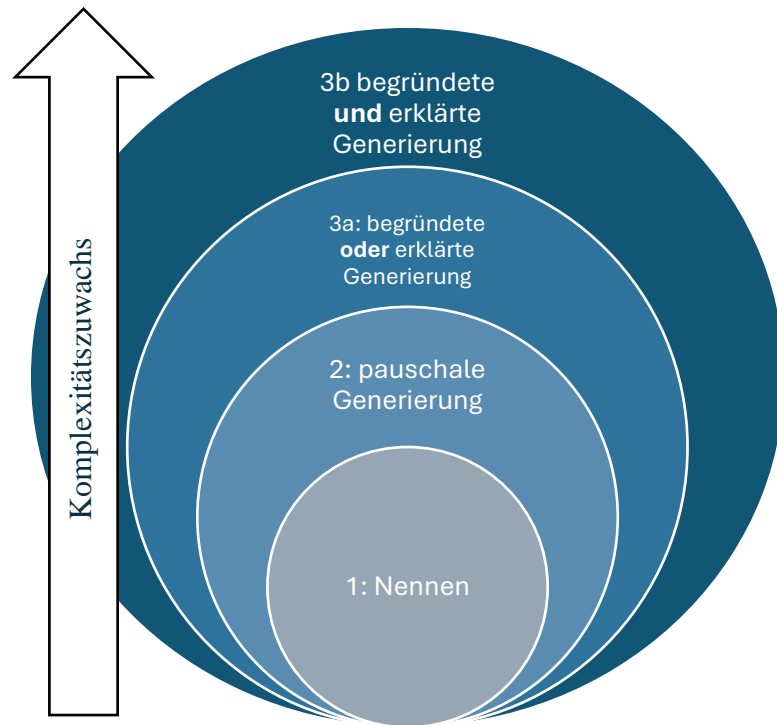 3b begründete
und erklärte
Generierung
3a: begründete
oder erklärte
Generierung
2: pauschale
Generierung
1: Nennen
Komplexitätszuwachs